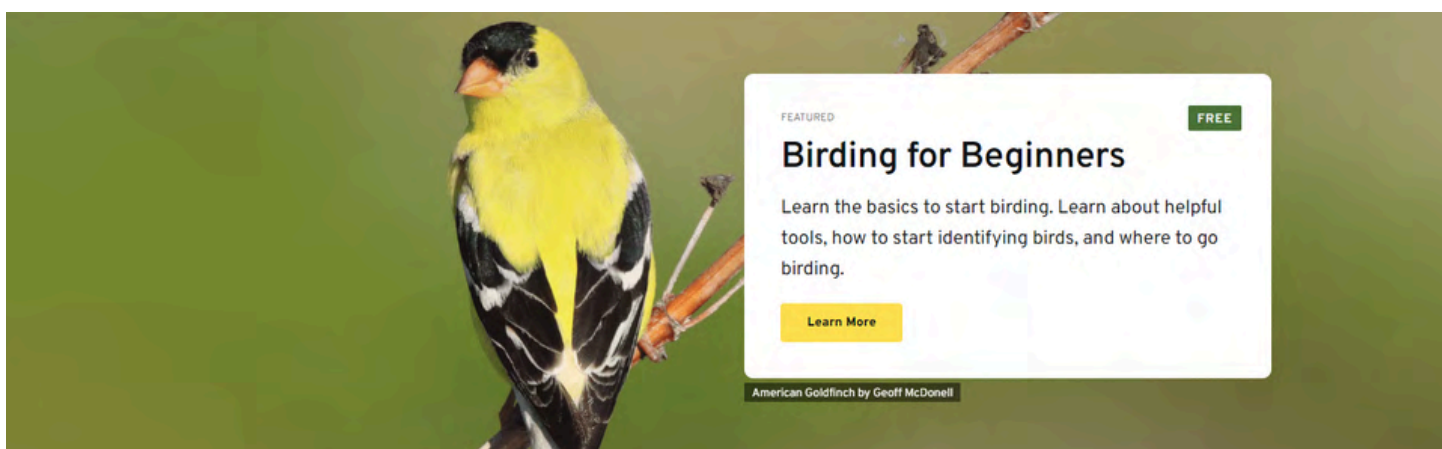 FEATURED
FREE
Birding for Beginners
Learn the basics to start birding. Learn about helpful
tools, how to start identifying birds, and where to go
birding.
Learn More
American Goldfinch by Geoff McDonell